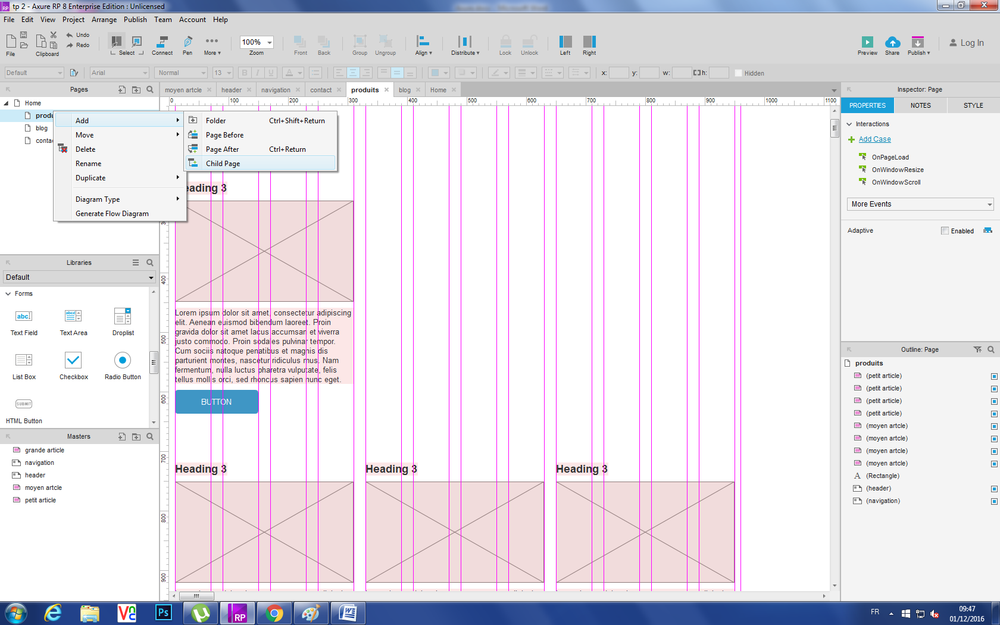 tp 2 - Axure RP 8 Enterprise Edition : Unlicensed
File Edit View Project Arrange Publish Team Account Help
Undo
Redo
File Clipboard Select Connect Pen More 100% Zoom Front Back Group Ungroup Align Distribute Lock Unlock Left Right Preview Share Publish Log In
Default Arial Normal 13 B I U A x: y: w: h: Hidden
Pages
Home
produ
blog
conta
Add
Move
Delete
Rename
Duplicate
Diagram Type
Generate Flow Diagram
Folder Ctrl+Shift+Return
Page Before
Page After Ctrl+Return
Child Page
moyen artcle header navigation contact produits blog Home
0 100 200 300 400 500 600 700 800 900 1000 1100
400
500
600
700
800
900
eading 3
Lorem ipsum dolor sit amet, consectetur adipiscing
elit. Aenean euismod bibendum laoreet. Proin
gravida dolor sit amet lacus accumsan et viverra
justo commodo. Proin sodales pulvinar tempor.
Cum sociis natoque penatibus et magnis dis
parturient montes, nascetur ridiculus mus. Nam
fermentum, nulla luctus pharetra vulputate, felis
tellus mollis orci, sed rhoncus sapien nunc eget.
BUTTON
Heading 3 Heading 3 Heading 3
Libraries
Default
Forms
abc
Text Field
abcd
Text Area
Droplist
List Box
Checkbox
Radio Button
SUBMIT
HTML Button
Masters
grande article
navigation
header
moyen artcle
petit article
Inspector: Page
PROPERTIES NOTES STYLE
Interactions
Add Case
OnPageLoad
OnWindowResize
OnWindowScroll
More Events
Adaptive Enabled
Outline: Page
produits
(petit article)
(petit article)
(petit article)
(petit article)
(moyen artcle)
(moyen artcle)
(moyen artcle)
(moyen artcle)
A (Rectangle)
(header)
(navigation)
FR
09:47
01/12/2016